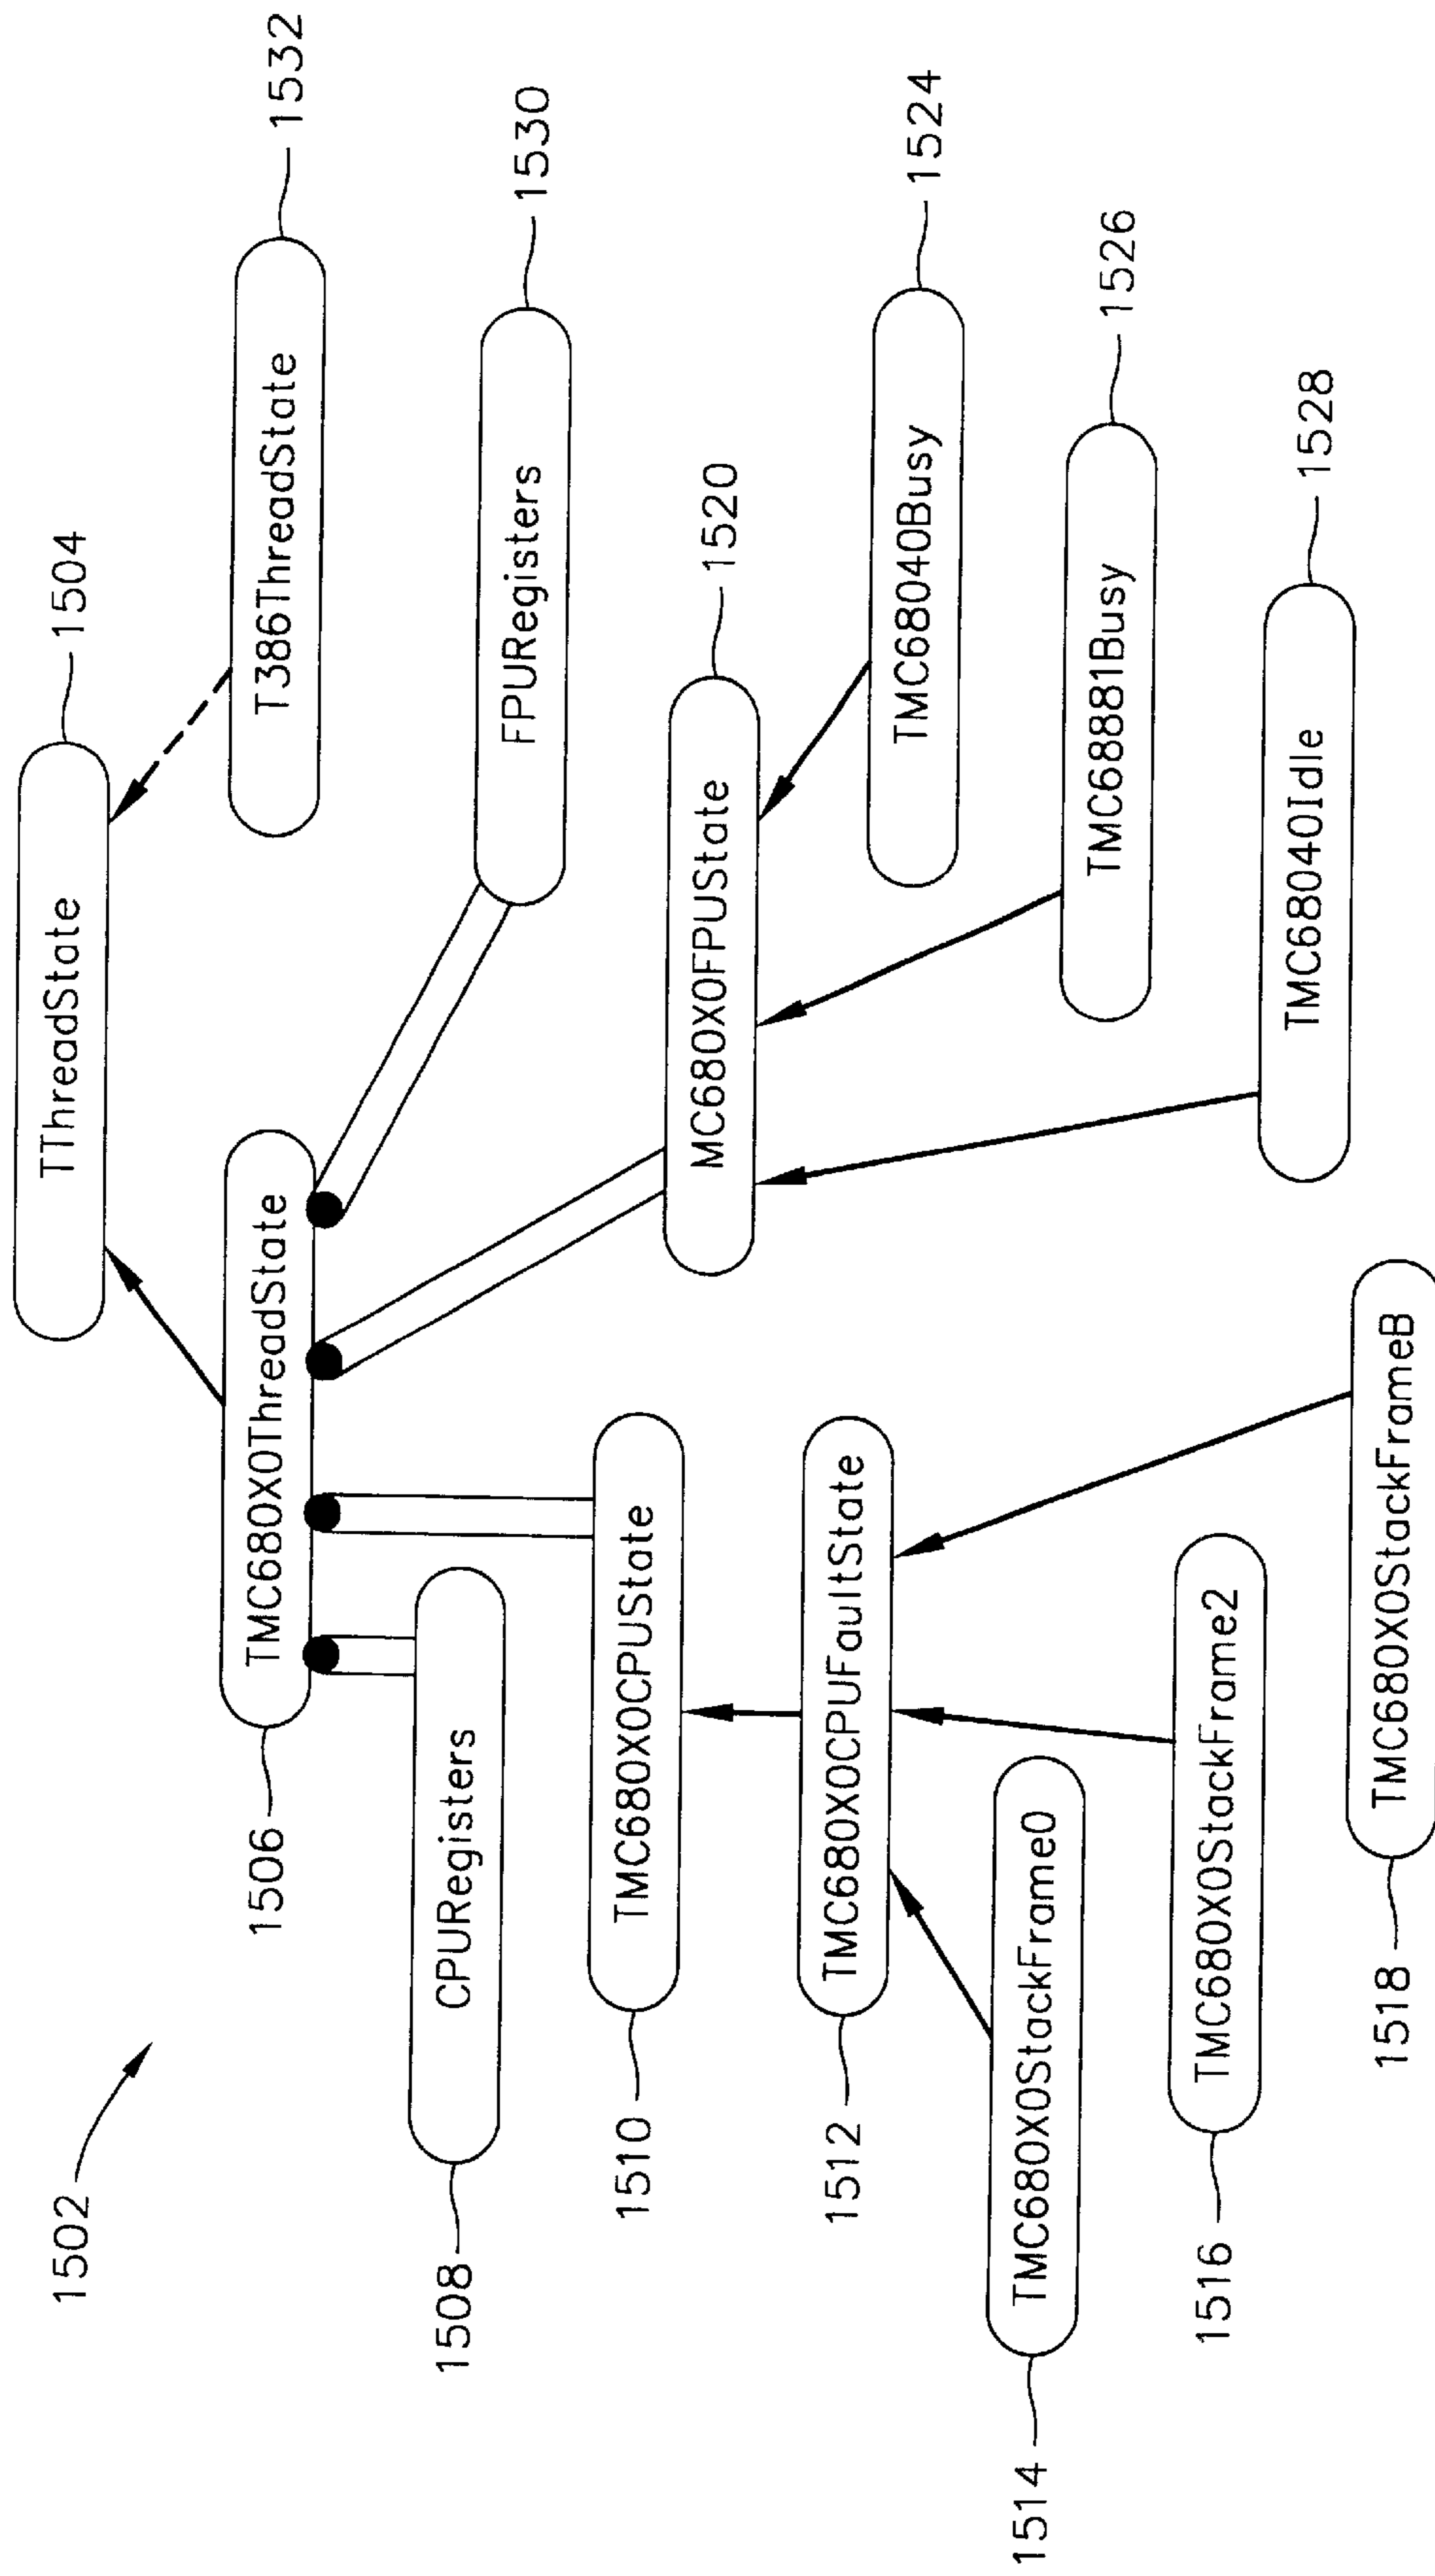 1502
TThreadState
1504
1506
TMC680X0ThreadState
T386ThreadState
1532
1508
CPURegisters
FPURegisters
1530
1510
TMC680X0CPUState
MC680X0FPUState
1520
1512
TMC680X0CPUFaultState
TMC68040Busy
1524
1514
TMC680X0StackFrame0
TMC68881Busy
1526
1516
TMC680X0StackFrame2
TMC68040Idle
1528
1518
TMC680X0StackFrameB